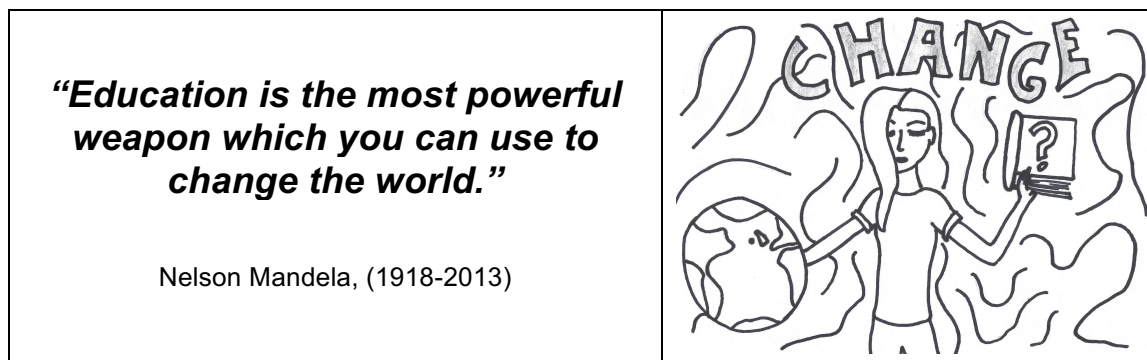 “Education is the most powerful
weapon which you can use to
change the world.”
Nelson Mandela, (1918-2013)
CHANGE
?